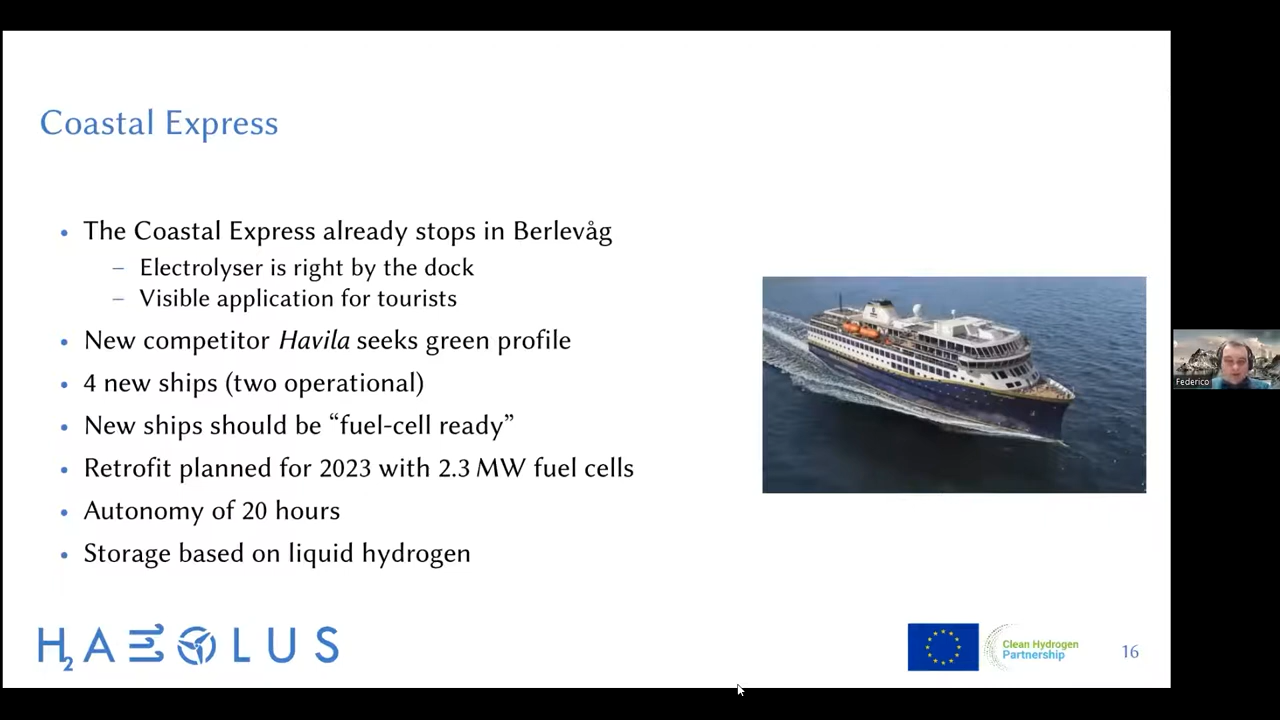 Coastal Express
• The Coastal Express already stops in Berlevåg
– Electrolyser is right by the dock
– Visible application for tourists
• New competitor Havila seeks green profile
• 4 new ships (two operational)
• New ships should be “fuel-cell ready”
• Retrofit planned for 2023 with 2.3 MW fuel cells
• Autonomy of 20 hours
• Storage based on liquid hydrogen
Federico
H2AEOLUS
Clean Hydrogen
Partnership
16